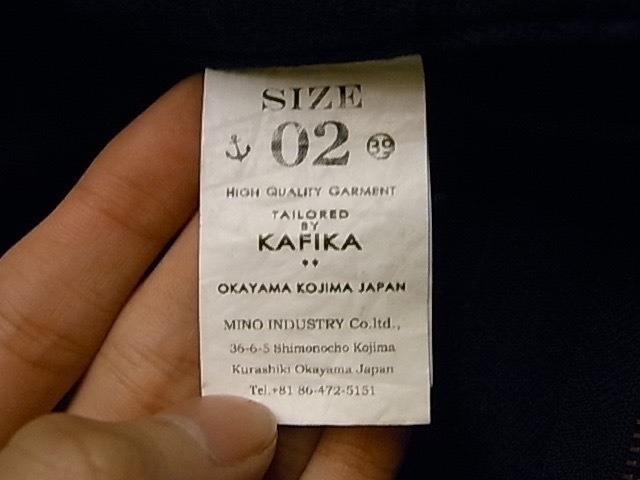 SIZE
02 39
HIGH QUALITY GARMENT
TAILORED
BY
KAFIKA
OKAYAMA KOJIMA JAPAN
MINO INDUSTRY Co.ltd.,
36-6-5 Shimonocho Kojima
Kurashiki Okayama Japan
Tel.+81 86-472-5151